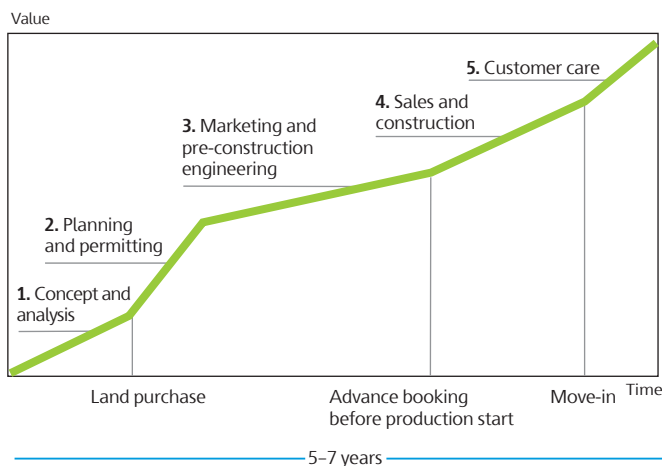 Value
5. Customer care
4. Sales and
construction
3. Marketing and
pre-construction
engineering
2. Planning
and permitting
1. Concept and
analysis
Land purchase
Advance booking
before production start
Move-in
Time
5–7 years